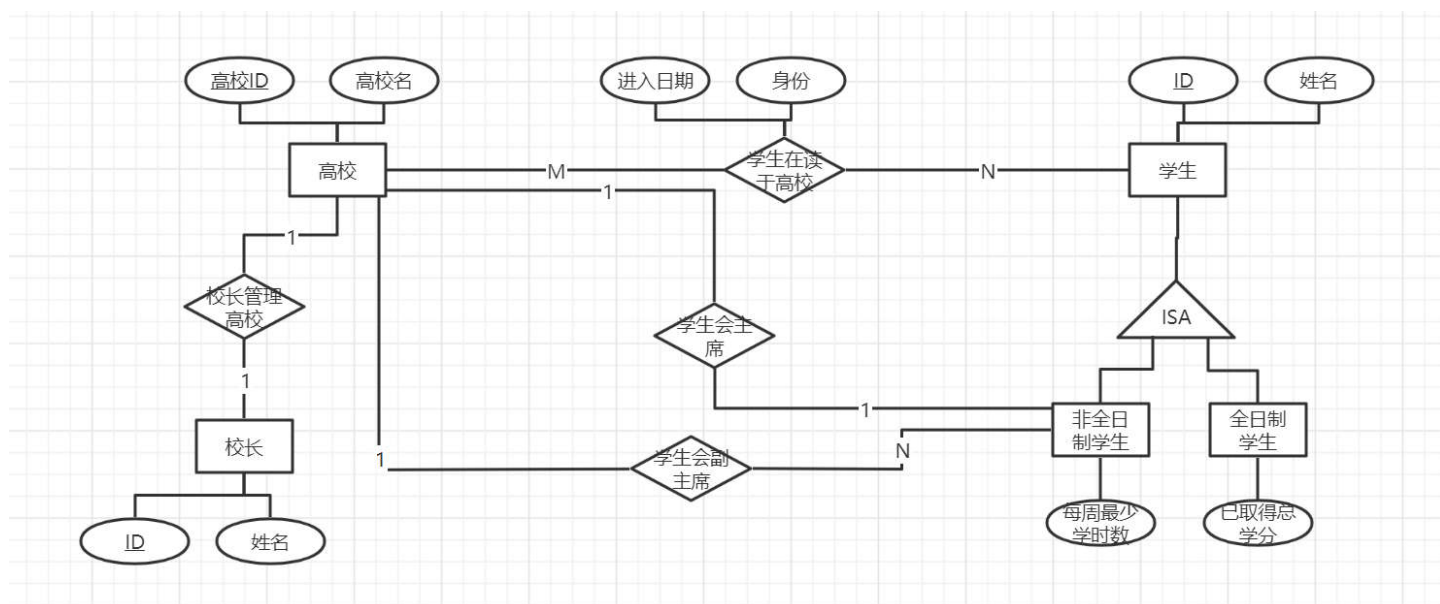 高校ID
高校名
进入日期
身份
ID
姓名
高校
M
学生在读
于高校
N
学生
1
1
校长管理
高校
ISA
学生会主
席
1
1
非全日
制学生
全日制
学生
校长
1
学生会副
主席
N
每周最少
学时数
已取得总
学分
ID
姓名